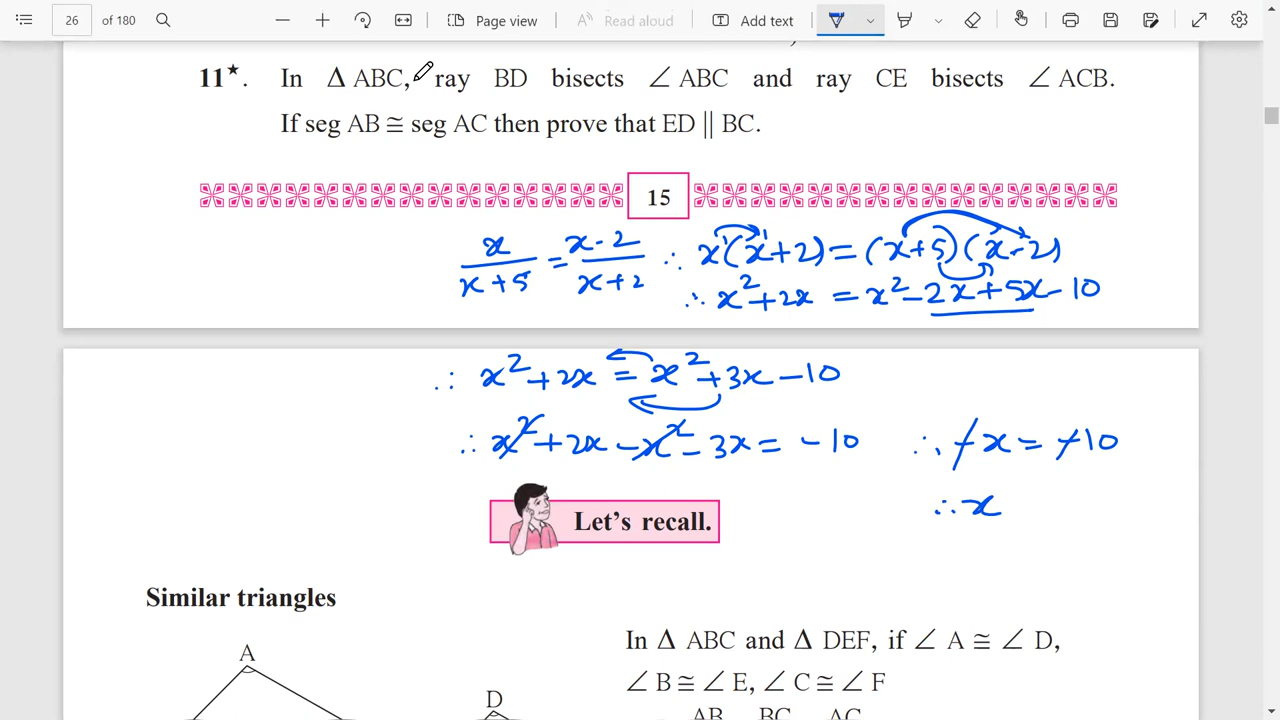 26 of 180 Page view Read aloud Add text
11★. In Δ ABC, ray BD bisects ∠ ABC and ray CE bisects ∠ ACB.
If seg AB ≅ seg AC then prove that ED || BC.
15
x/(x+5) = (x-2)/(x+2) ∴ x(x+2) = (x+5)(x-2)
∴ x² + 2x = x² - 2x + 5x - 10
∴ x² + 2x = x² + 3x - 10
∴ x² + 2x - x² - 3x = -10 ∴ -x = -10
∴ x
Let's recall.
Similar triangles
A
In Δ ABC and Δ DEF, if ∠ A ≅ ∠ D,
∠ B ≅ ∠ E, ∠ C ≅ ∠ F
D
AB BC AC